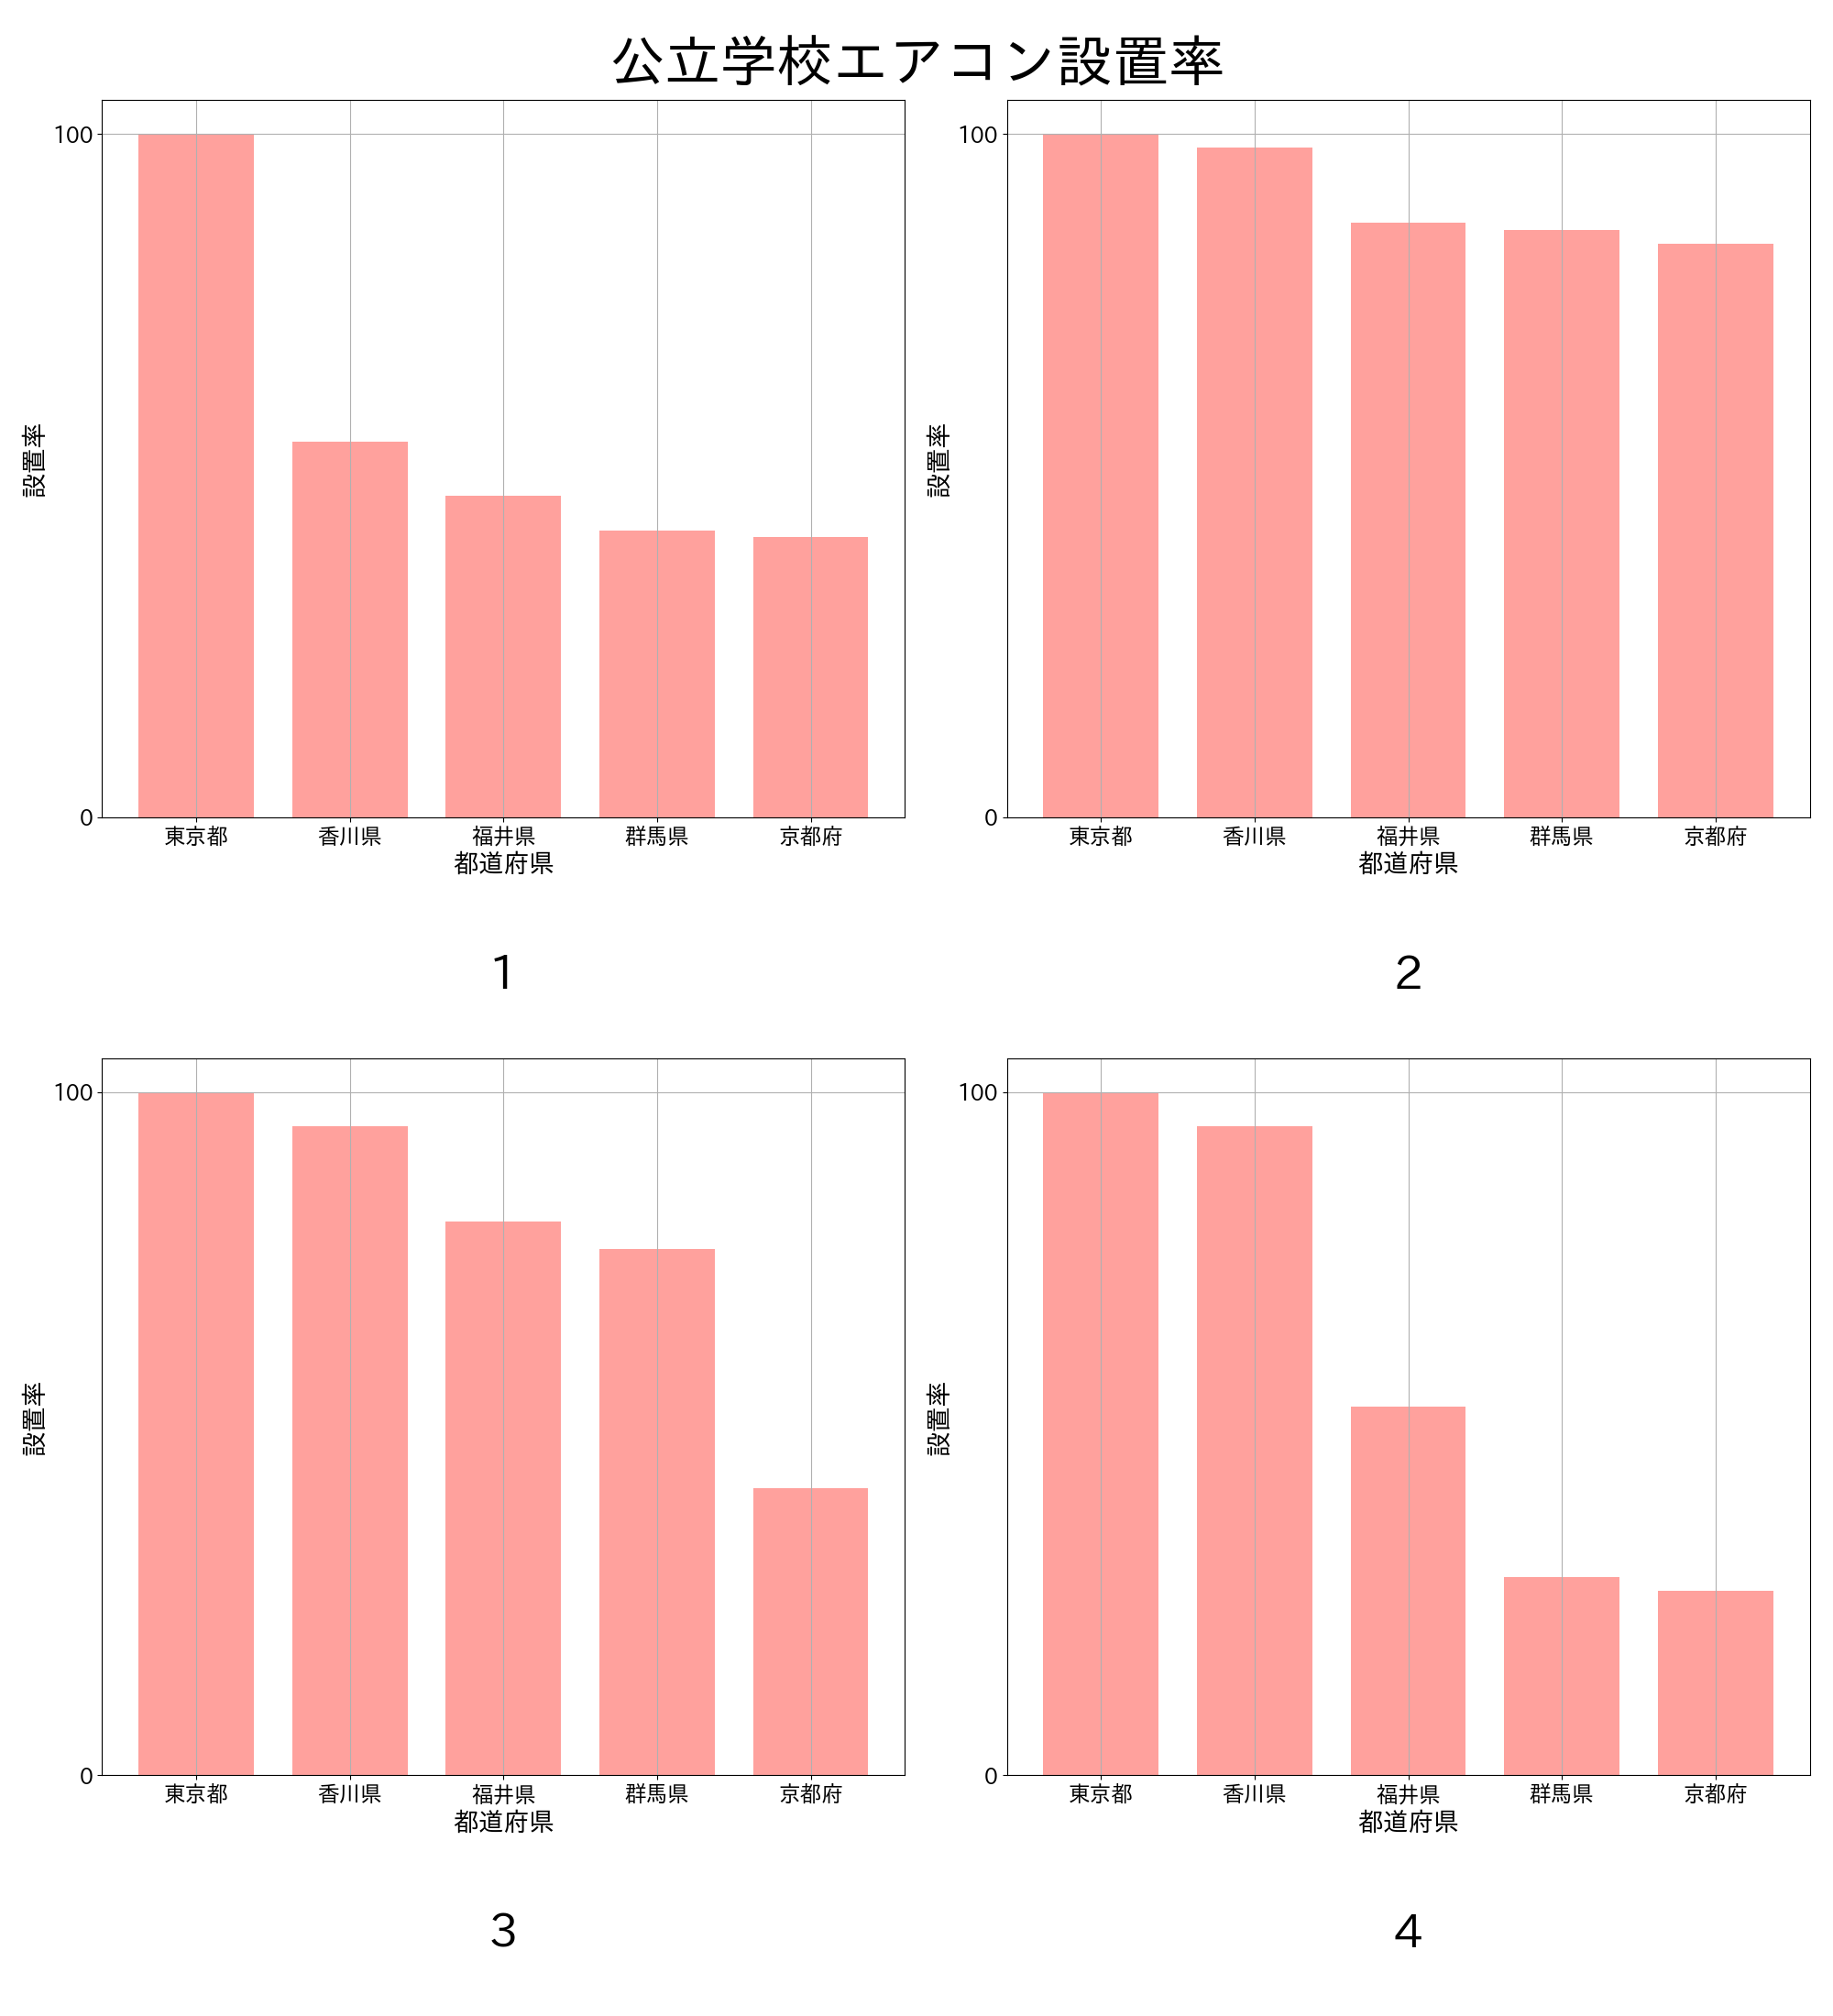 公立学校エアコン設置率
100
0
設置率
東京都 香川県 福井県 群馬県 京都府
都道府県
1
100
0
設置率
東京都 香川県 福井県 群馬県 京都府
都道府県
2
100
0
設置率
東京都 香川県 福井県 群馬県 京都府
都道府県
3
100
0
設置率
東京都 香川県 福井県 群馬県 京都府
都道府県
4